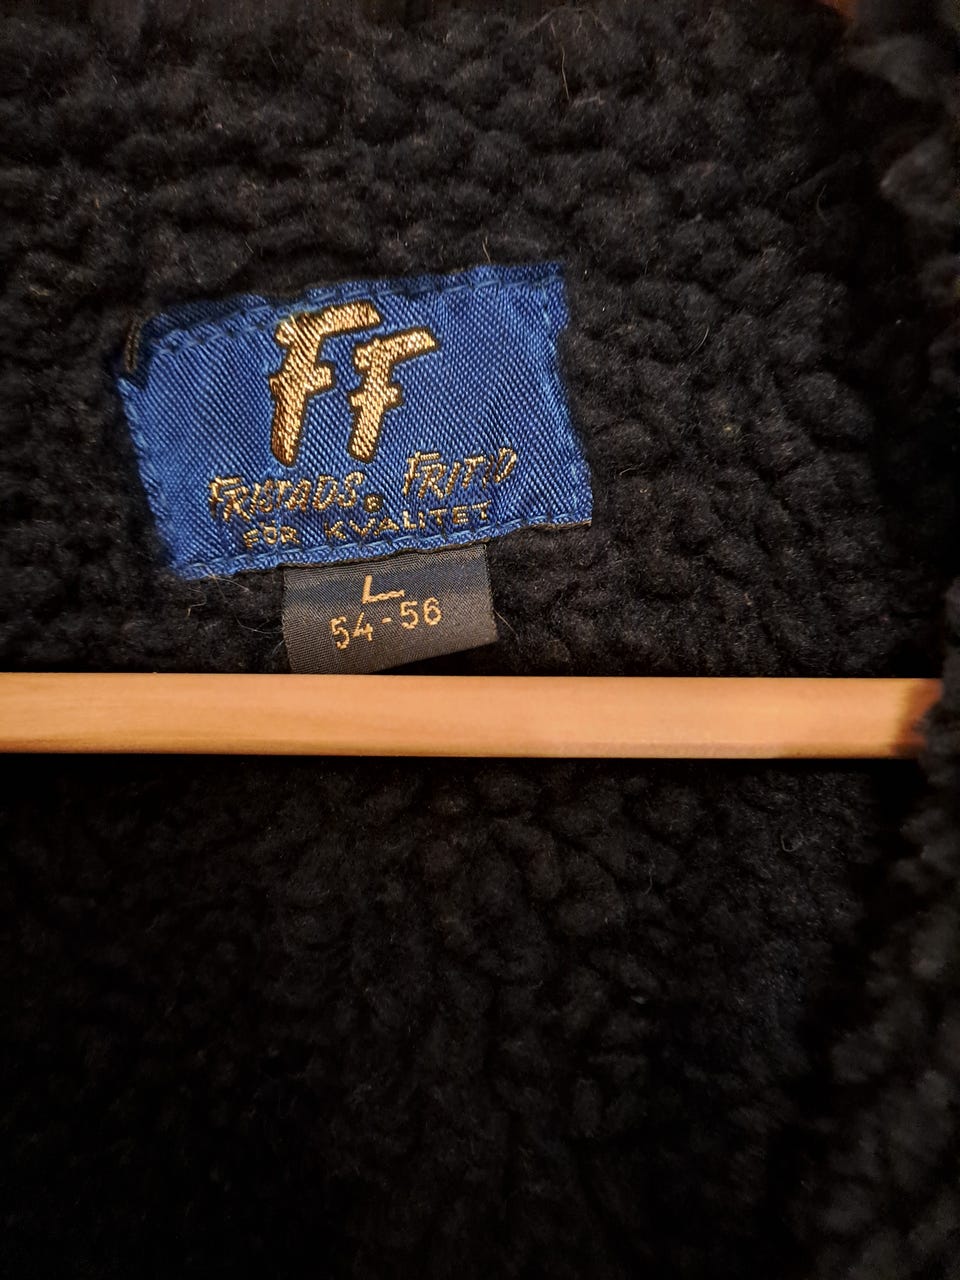 FF
FRISTADS® FRITID
FÖR KVALITET
L
54-56